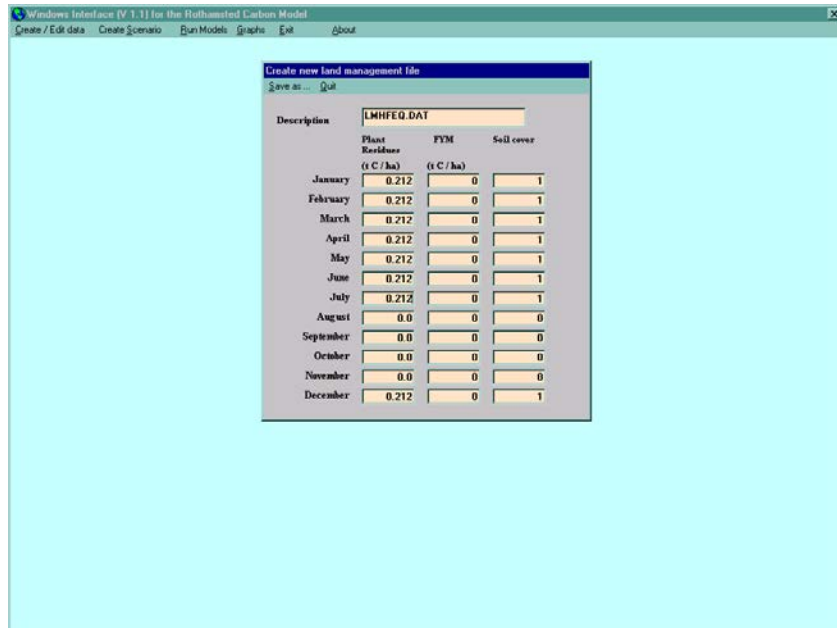 Windows Interface (V 1.1) for the Rothamsted Carbon Model
Create / Edit data Create Scenario Run Models Graphs Exit About
Create new land management file
Save as ... Quit
Description LMHFEQ.DAT
Plant Residues FYM Soil cover
(t C / ha) (t C / ha)
January 0.212 0 1
February 0.212 0 1
March 0.212 0 1
April 0.212 0 1
May 0.212 0 1
June 0.212 0 1
July 0.212 0 1
August 0.0 0 0
September 0.0 0 0
October 0.0 0 0
November 0.0 0 0
December 0.212 0 1